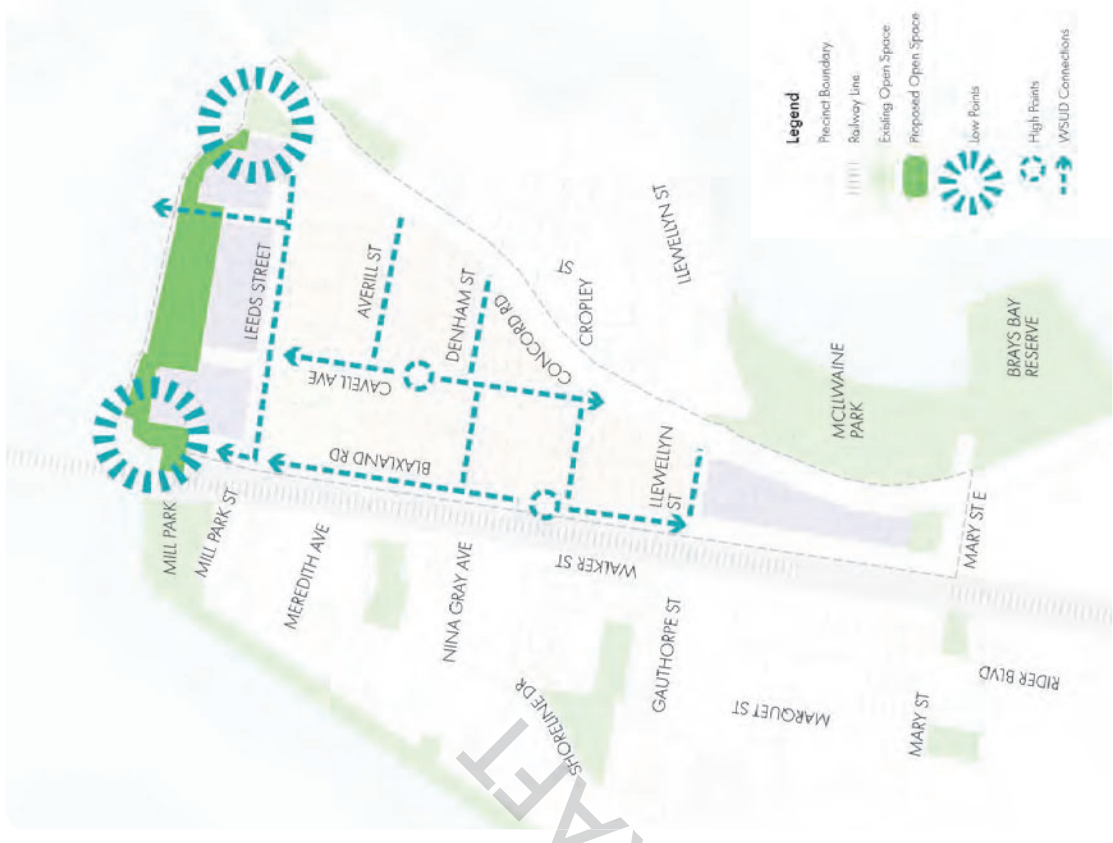 MILL PARK
MILL PARK ST
MEREDITH AVE
NINA GRAY AVE
SHORELINE DR
GAUTHORPE ST
MARQUET ST
MARY ST
RIDER BLVD
WALKER ST
LEEDS STREET
AVERILL ST
DENHAM ST
CAVELL AVE
BLAXLAND RD
CONCORD RD
CROPLEY
ST
LLEWELLYN ST
LLEWELLYN
ST
MCLLWAINE
PARK
BRAYS BAY
RESERVE
MARY ST E
Legend
Precinct Boundary
Railway Line
Existing Open Space
Proposed Open Space
Low Points
High Points
WSUD Connections